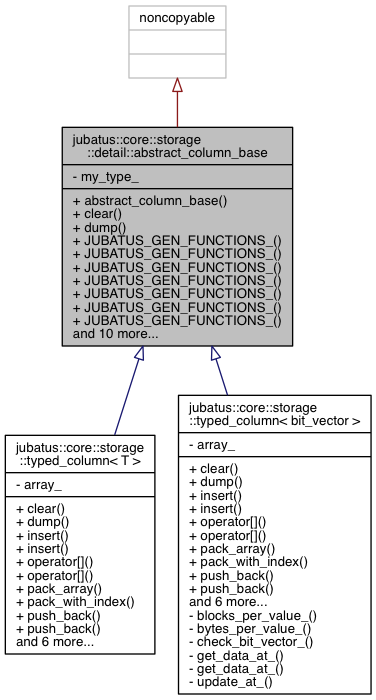 noncopyable
jubatus::core::storage
::detail::abstract_column_base
- my_type_
+ abstract_column_base()
+ clear()
+ dump()
+ JUBATUS_GEN_FUNCTIONS_()
+ JUBATUS_GEN_FUNCTIONS_()
+ JUBATUS_GEN_FUNCTIONS_()
+ JUBATUS_GEN_FUNCTIONS_()
+ JUBATUS_GEN_FUNCTIONS_()
+ JUBATUS_GEN_FUNCTIONS_()
+ JUBATUS_GEN_FUNCTIONS_()
and 10 more...
jubatus::core::storage
::typed_column< T >
- array_
+ clear()
+ dump()
+ insert()
+ insert()
+ operator[]()
+ operator[]()
+ pack_array()
+ pack_with_index()
+ push_back()
+ push_back()
and 6 more...
jubatus::core::storage
::typed_column< bit_vector >
- array_
+ clear()
+ dump()
+ insert()
+ insert()
+ operator[]()
+ operator[]()
+ pack_array()
+ pack_with_index()
+ push_back()
+ push_back()
and 6 more...
- blocks_per_value_()
- bytes_per_value_()
- check_bit_vector_()
- get_data_at_()
- get_data_at_()
- update_at_()